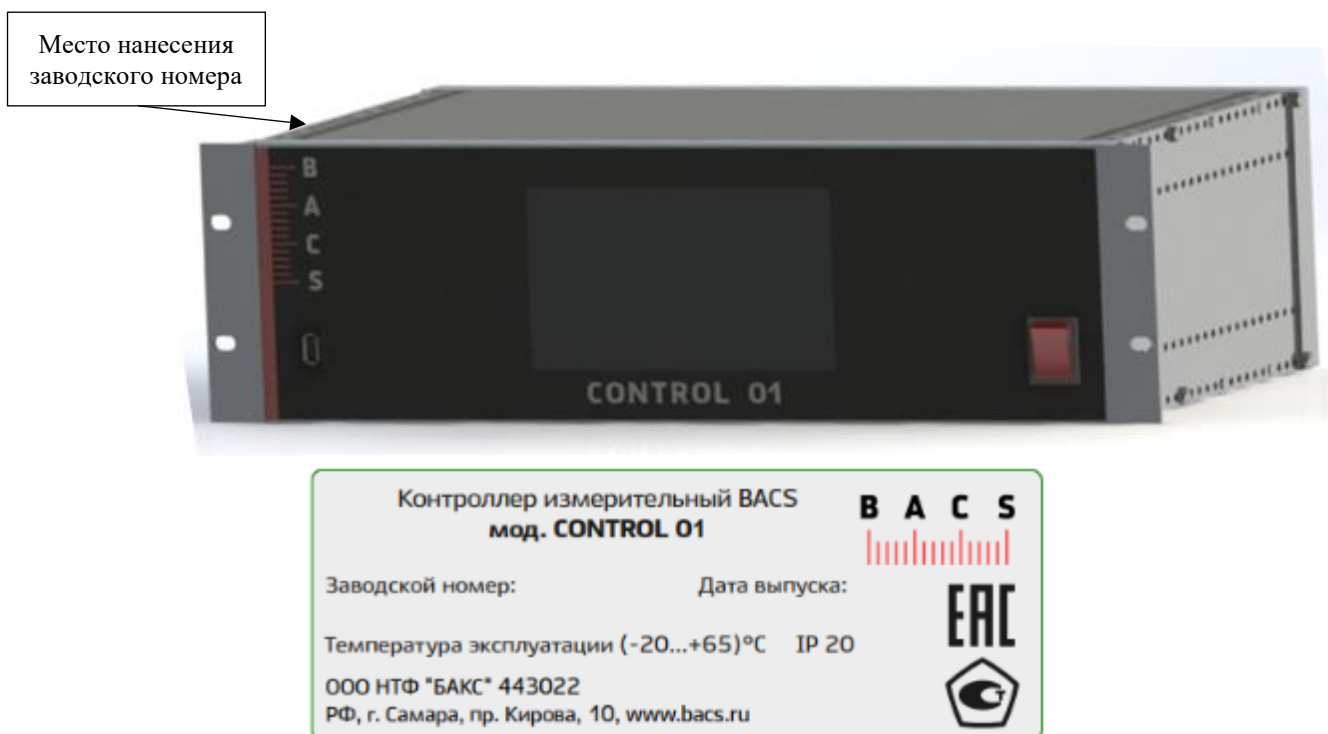 Место нанесения
заводского номера
B
A
C
S
CONTROL 01
Контроллер измерительный BACS
мод. CONTROL 01
B A C S
Заводской номер: Дата выпуска:
EAC
Температура эксплуатации (-20...+65)°C IP 20
ООО НТФ "БАКС" 443022
РФ, г. Самара, пр. Кирова, 10, www.bacs.ru